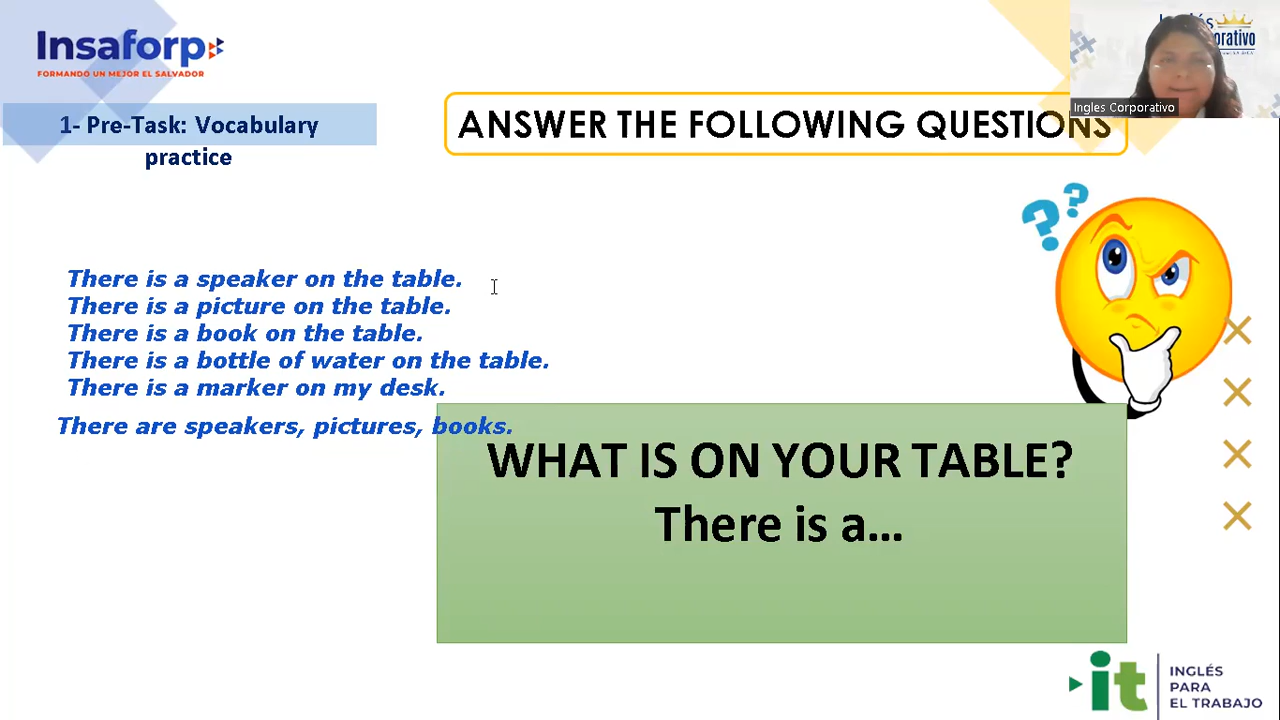 Insaforp
FORMANDO UN MEJOR EL SALVADOR
1- Pre-Task: Vocabulary
practice
ANSWER THE FOLLOWING QUESTIONS
Ingles Corporativo
There is a speaker on the table.
There is a picture on the table.
There is a book on the table.
There is a bottle of water on the table.
There is a marker on my desk.
There are speakers, pictures, books.
WHAT IS ON YOUR TABLE?
There is a...
it
INGLÉS
PARA
EL TRABAJO